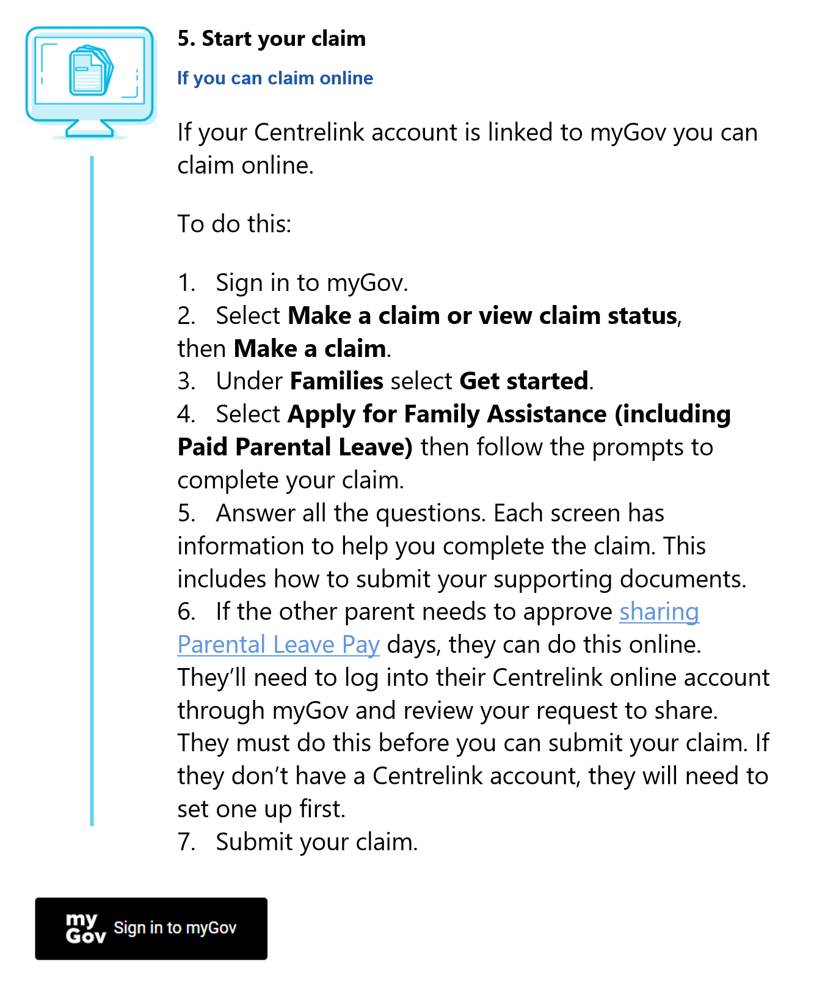 5. Start your claim
If you can claim online
If your Centrelink account is linked to myGov you can
claim online.
To do this:
1. Sign in to myGov.
2. Select Make a claim or view claim status,
then Make a claim.
3. Under Families select Get started.
4. Select Apply for Family Assistance (including
Paid Parental Leave) then follow the prompts to
complete your claim.
5. Answer all the questions. Each screen has
information to help you complete the claim. This
includes how to submit your supporting documents.
6. If the other parent needs to approve sharing
Parental Leave Pay days, they can do this online.
They’ll need to log into their Centrelink online account
through myGov and review your request to share.
They must do this before you can submit your claim. If
they don’t have a Centrelink account, they will need to
set one up first.
7. Submit your claim.
my
Gov Sign in to myGov